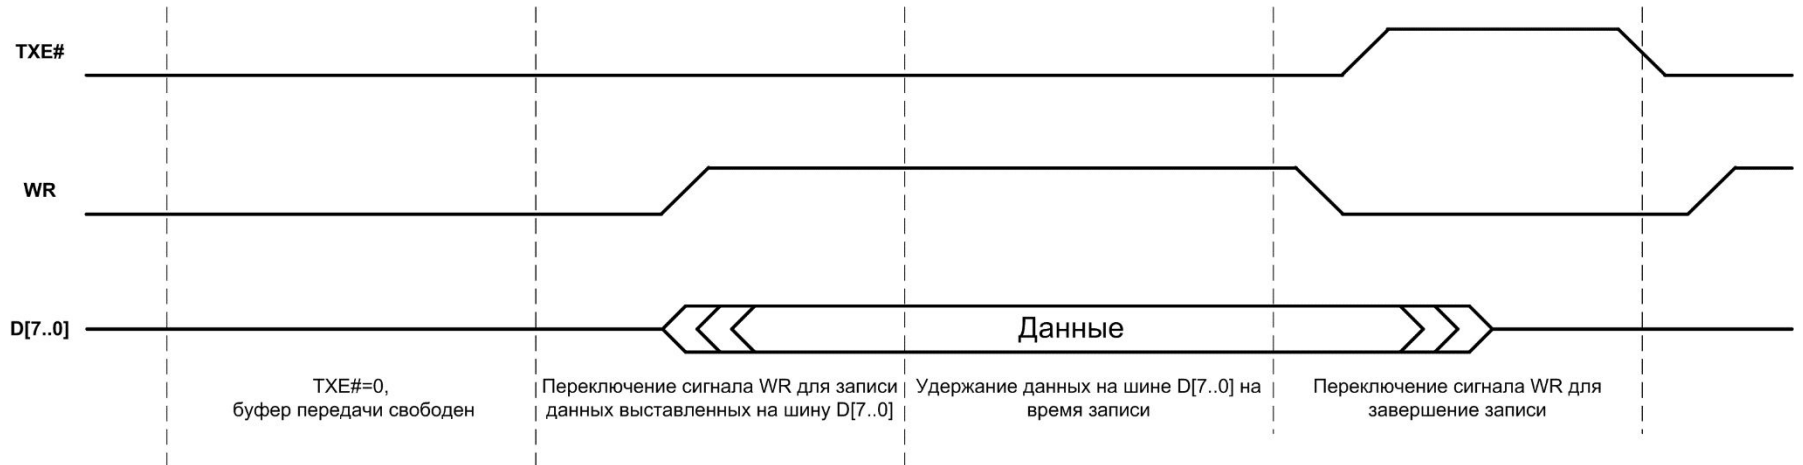 TXE#
WR
D[7..0]
Данные
TXE#=0,
буфер передачи свободен
Переключение сигнала WR для записи
данных выставленных на шину D[7..0]
Удержание данных на шине D[7..0] на
время записи
Переключение сигнала WR для
завершение записи